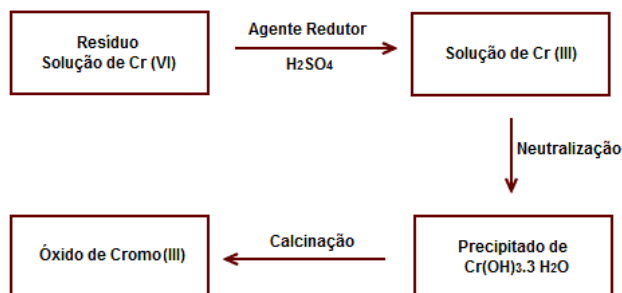 Resíduo
Solução de Cr (VI)
Agente Redutor
H₂SO₄
Solução de Cr (III)
Neutralização
Precipitado de
Cr(OH)₃.3 H₂O
Calcinação
Óxido de Cromo (III)